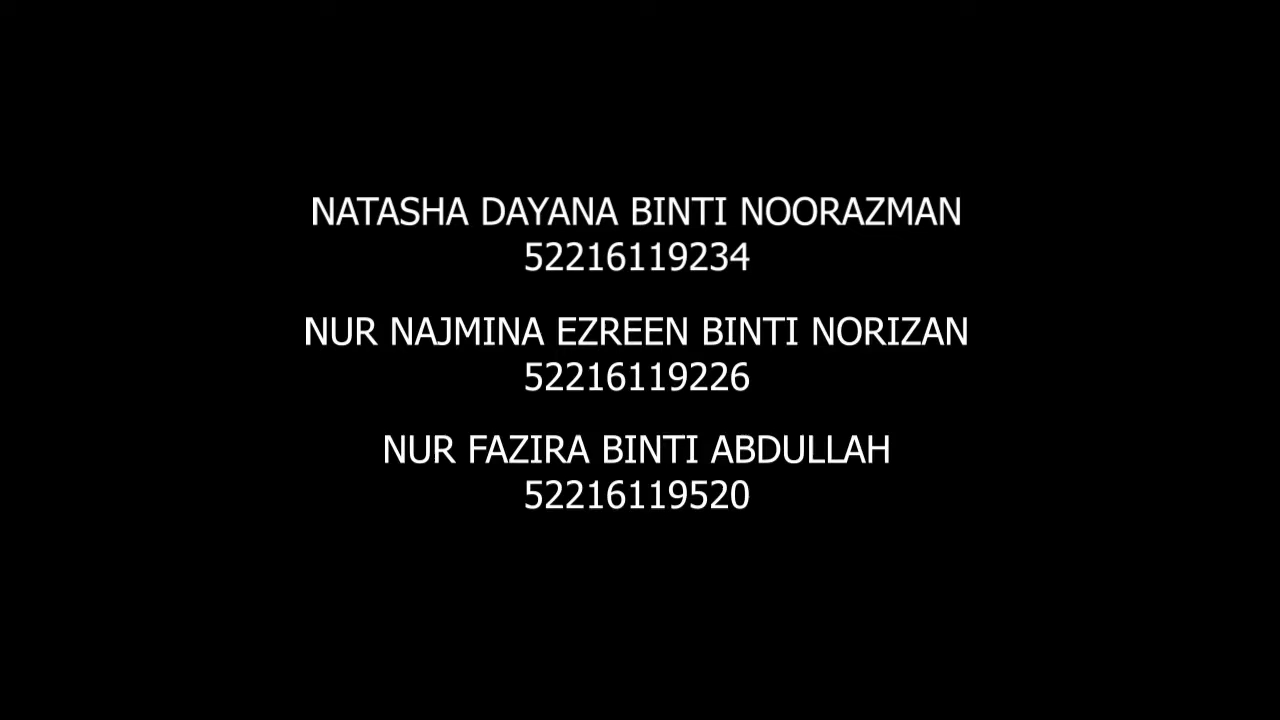 NATASHA DAYANA BINTI NOORAZMAN
52216119234
NUR NAJMINA EZREEN BINTI NORIZAN
52216119226
NUR FAZIRA BINTI ABDULLAH
52216119520